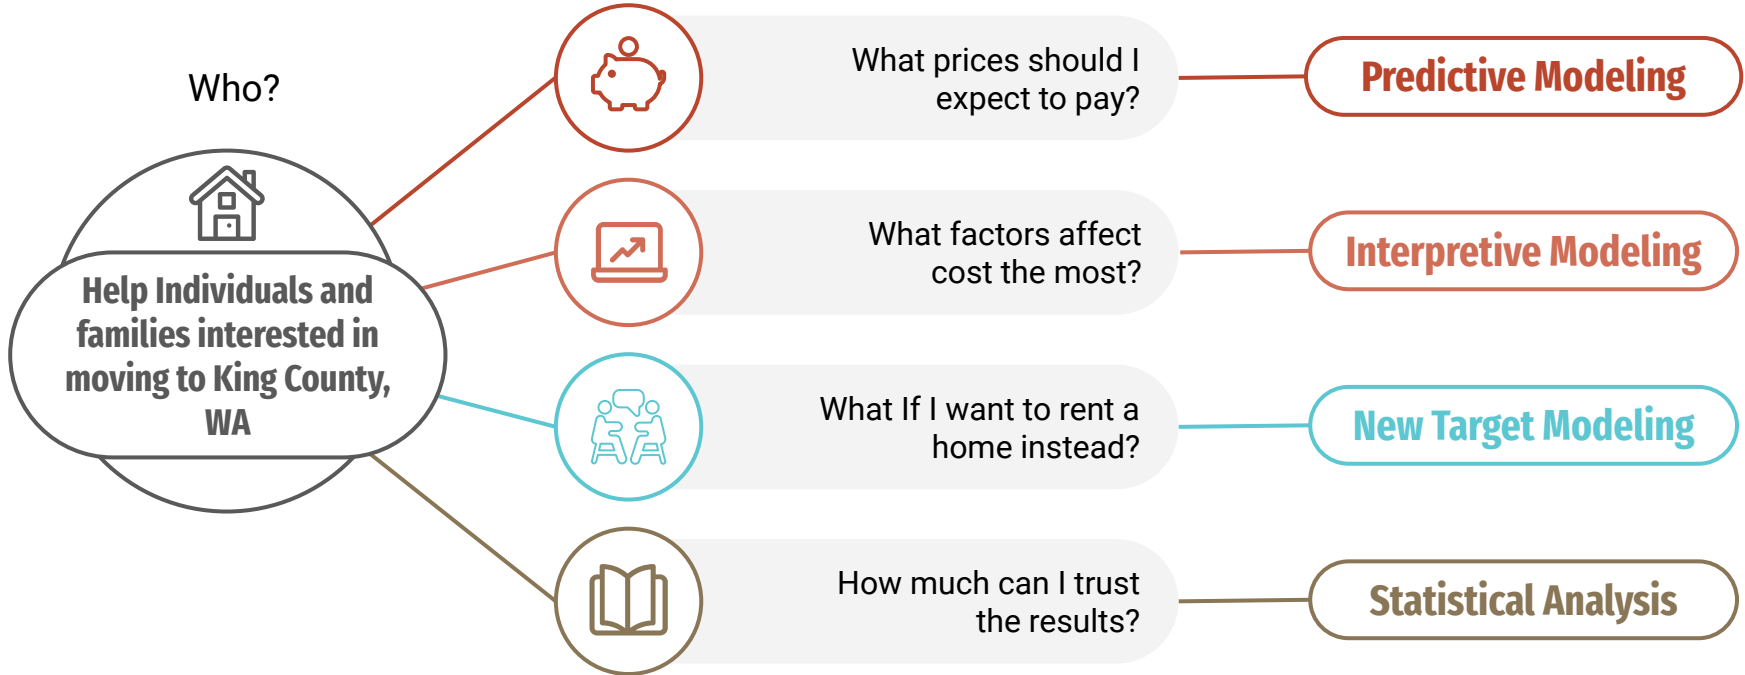 Who?
Help Individuals and
families interested in
moving to King County,
WA
What prices should I
expect to pay?
Predictive Modeling
What factors affect
cost the most?
Interpretive Modeling
What If I want to rent a
home instead?
New Target Modeling
How much can I trust
the results?
Statistical Analysis